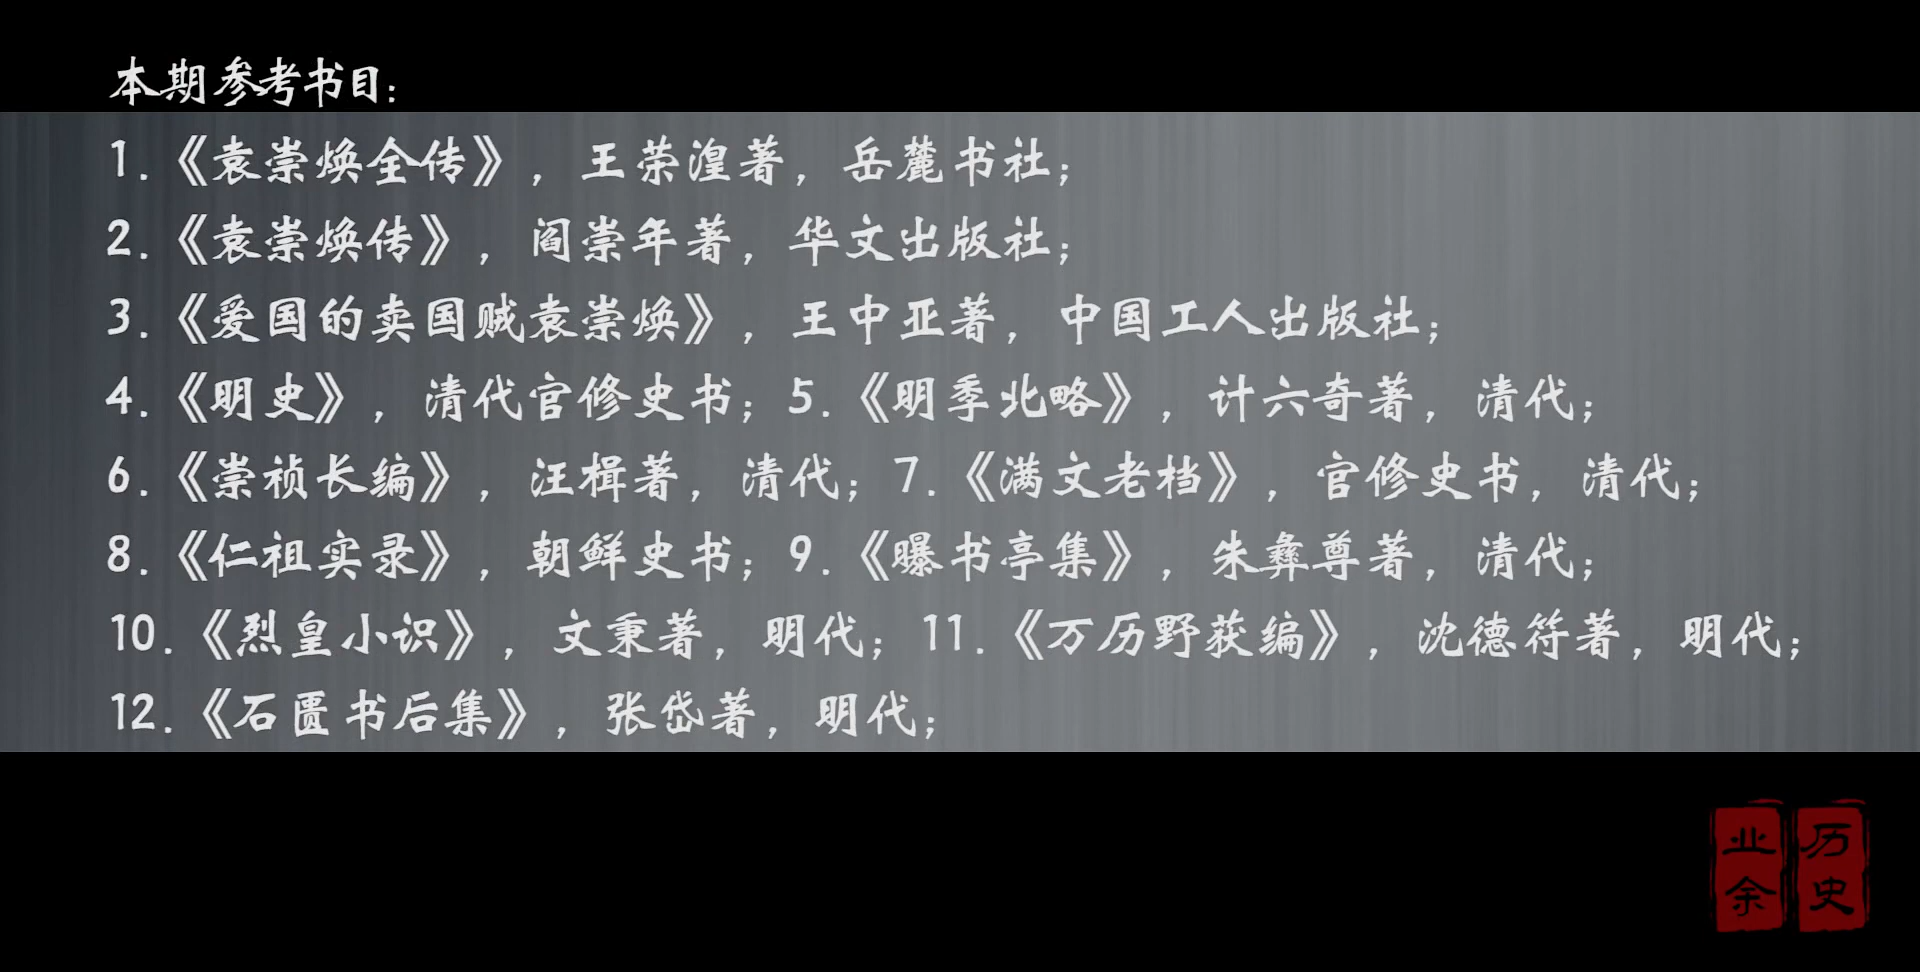 本期参考书目：
1.《袁崇焕全传》，王荣湟著，岳麓书社；
2.《袁崇焕传》，阎崇年著，华文出版社；
3.《爱国的卖国贼袁崇焕》，王中亚著，中国工人出版社；
4.《明史》，清代官修史书；5.《明季北略》，计六奇著，清代；
6.《崇祯长编》，汪楫著，清代；7.《满文老档》，官修史书，清代；
8.《仁祖实录》，朝鲜史书；9.《曝书亭集》，朱彝尊著，清代；
10.《烈皇小识》，文秉著，明代；11.《万历野获编》，沈德符著，明代；
12.《石匮书后集》，张岱著，明代；
历史
业余